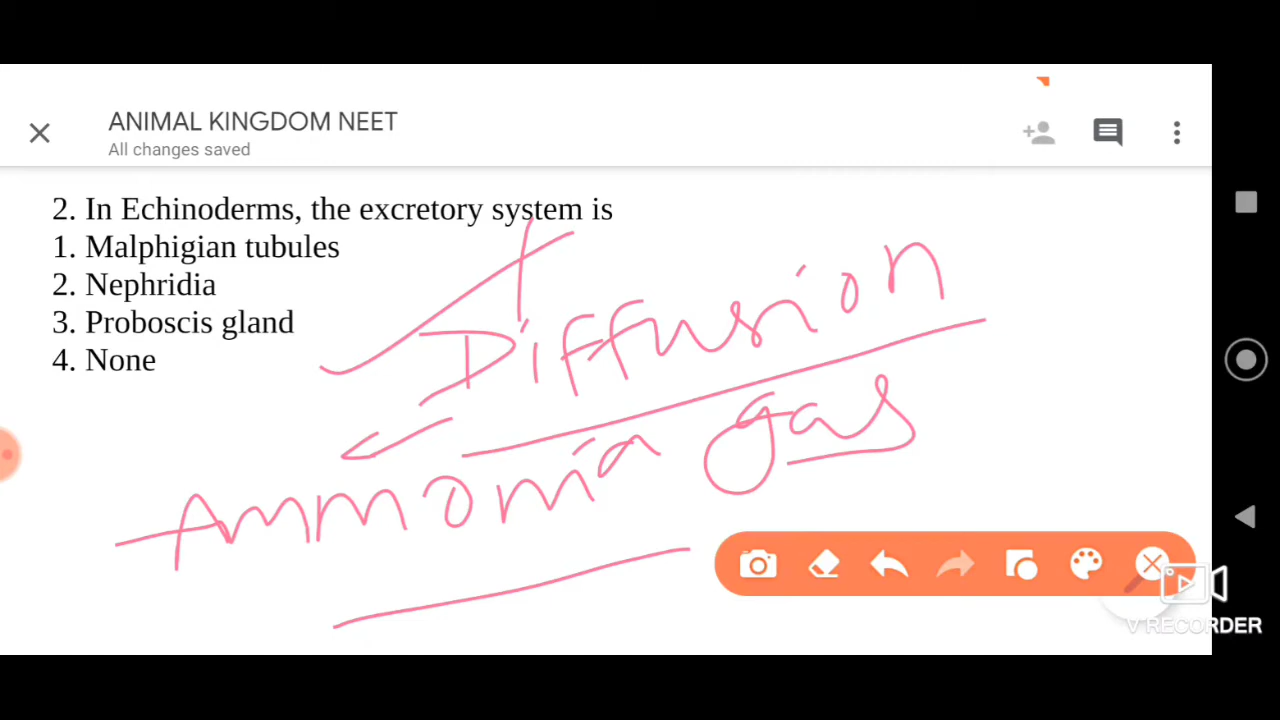 ANIMAL KINGDOM NEET
All changes saved
2. In Echinoderms, the excretory system is
1. Malphigian tubules
2. Nephridia
3. Proboscis gland
4. None
Diffusion
Ammonia gas
V RECORDER